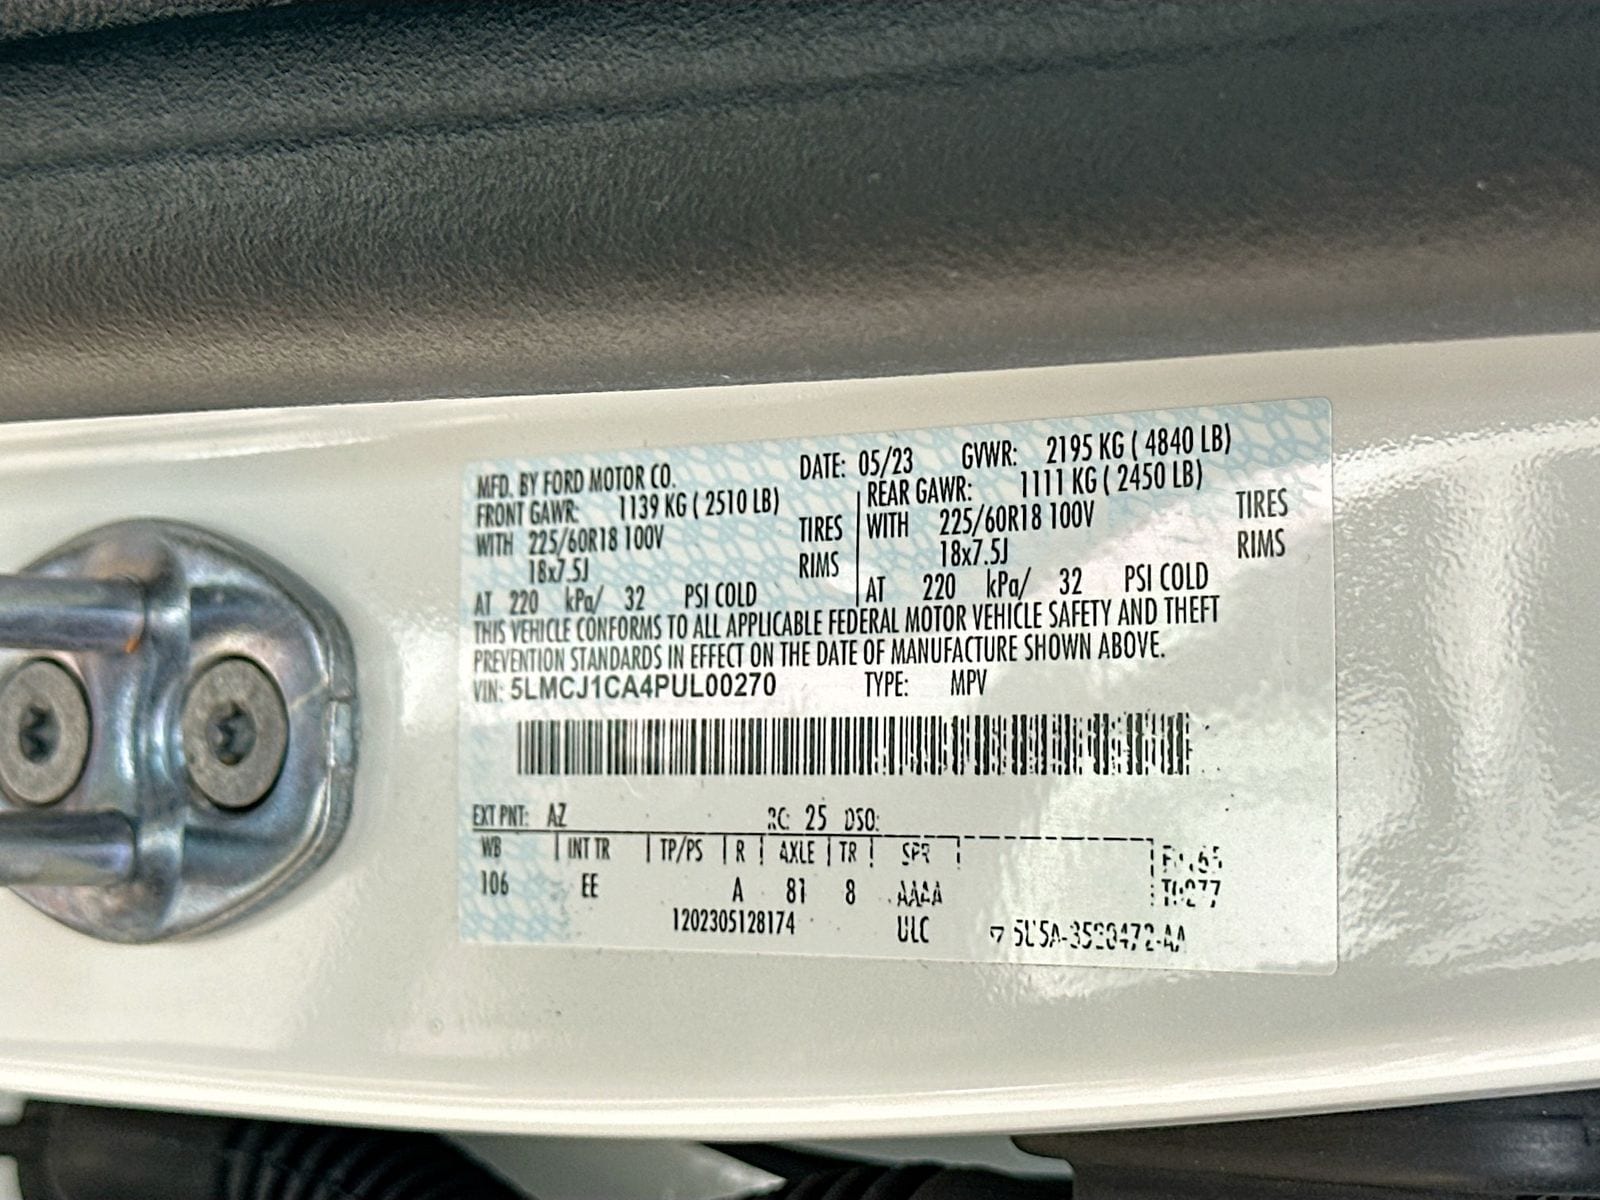 MFD. BY FORD MOTOR CO. DATE: 05/23 GVWR: 2195 KG ( 4840 LB)
FRONT GAWR: 1139 KG ( 2510 LB) REAR GAWR: 1111 KG ( 2450 LB)
WITH 225/60R18 100V TIRES WITH 225/60R18 100V TIRES
18x7.5J RIMS 18x7.5J RIMS
AT 220 kPa/ 32 PSI COLD AT 220 kPa/ 32 PSI COLD
THIS VEHICLE CONFORMS TO ALL APPLICABLE FEDERAL MOTOR VEHICLE SAFETY AND THEFT
PREVENTION STANDARDS IN EFFECT ON THE DATE OF MANUFACTURE SHOWN ABOVE.
VIN: 5LMCJ1CA4PUL00270 TYPE: MPV
EXT PNT: AZ RC: 25 DSO:
WB INT TR TP/PS R AXLE TR SPR
106 EE A 81 8 AAAA
1202305128174 ULC